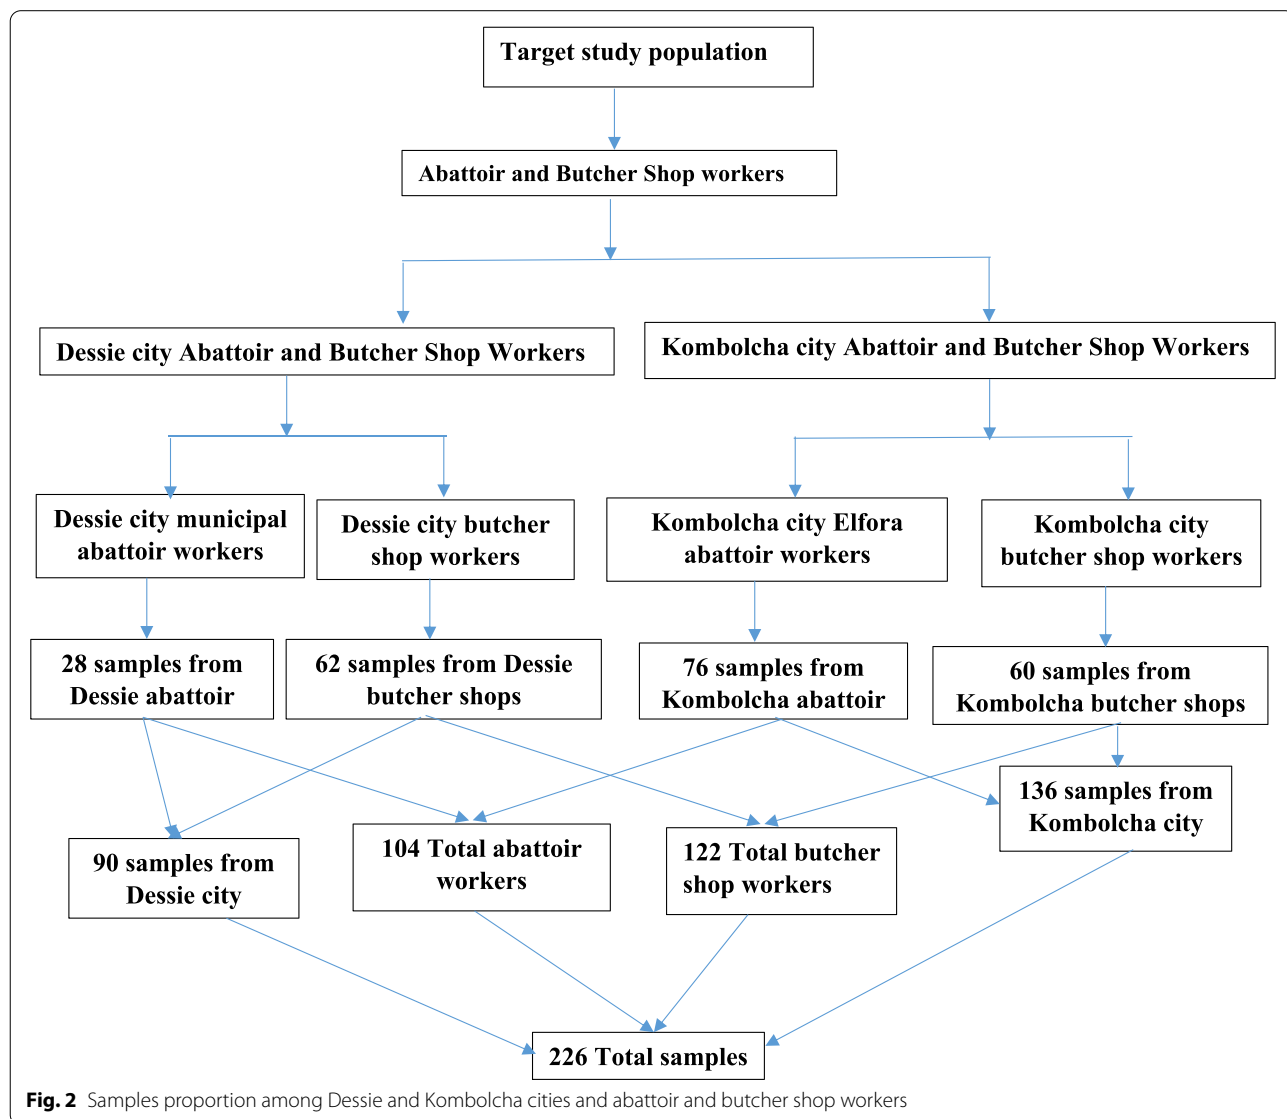 Target study population
Abattoir and Butcher Shop workers
Dessie city Abattoir and Butcher Shop Workers
Kombolcha city Abattoir and Butcher Shop Workers
Dessie city municipal
abattoir workers
Dessie city butcher
shop workers
Kombolcha city Elfora
abattoir workers
Kombolcha city
butcher shop workers
28 samples from
Dessie abattoir
62 samples from Dessie
butcher shops
76 samples from
Kombolcha abattoir
60 samples from
Kombolcha butcher shops
90 samples from
Dessie city
104 Total abattoir
workers
122 Total butcher
shop workers
136 samples from
Kombolcha city
226 Total samples
Fig. 2 Samples proportion among Dessie and Kombolcha cities and abattoir and butcher shop workers